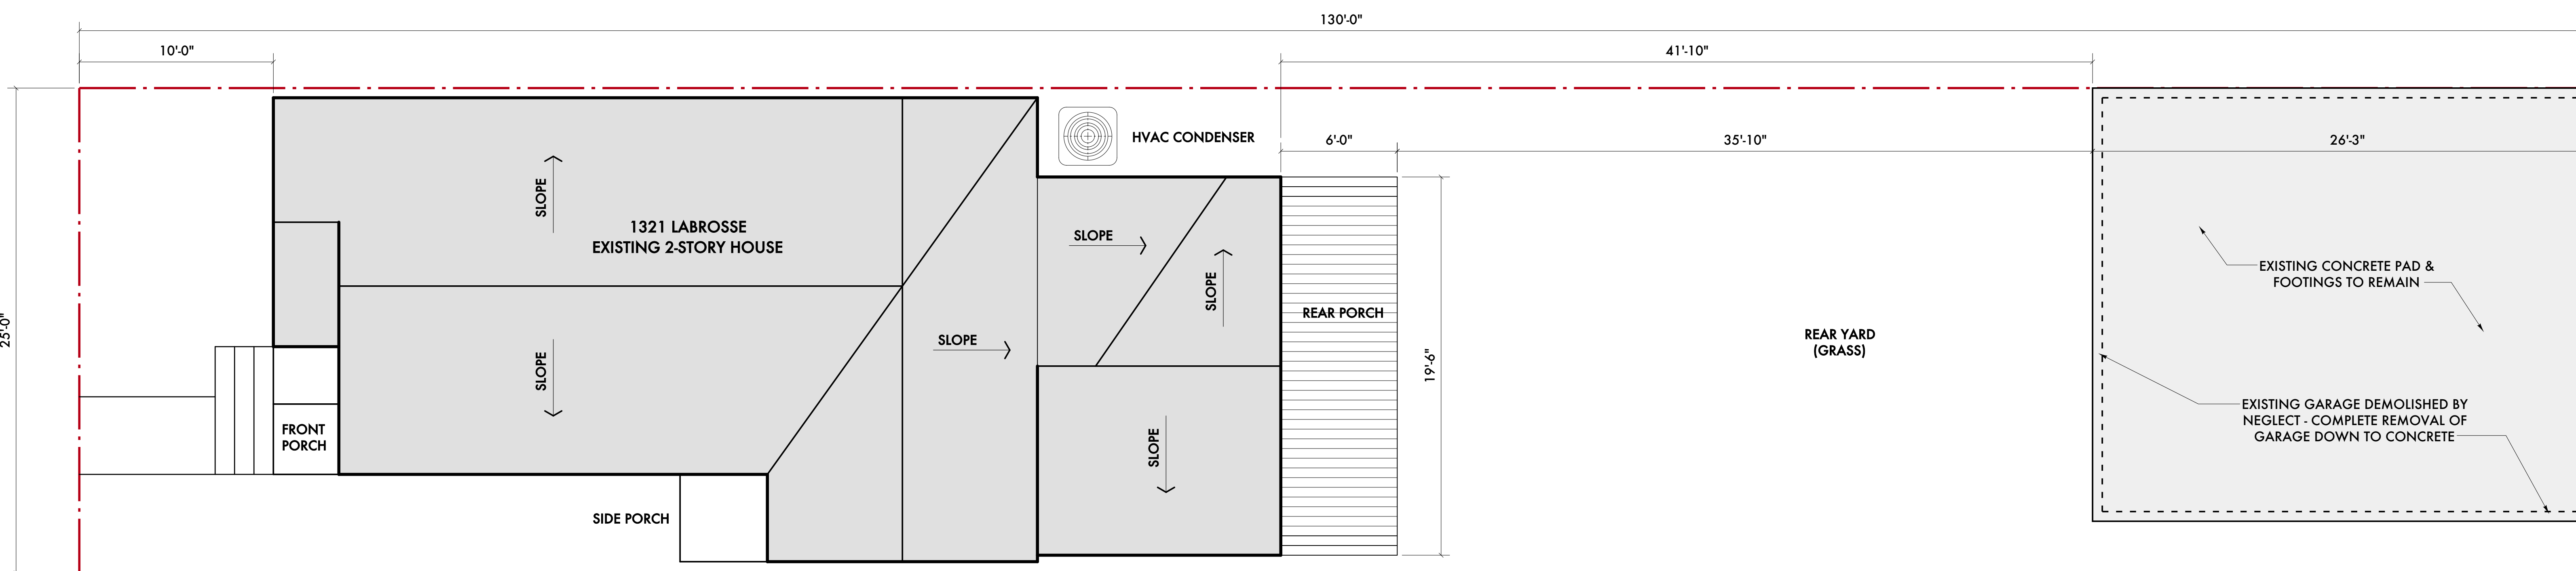 130'-0"
10'-0"
41'-10"
HVAC CONDENSER
6'-0"
35'-10"
26'-3"
SLOPE
1321 LABROSSE
EXISTING 2-STORY HOUSE
SLOPE
SLOPE
EXISTING CONCRETE PAD &
FOOTINGS TO REMAIN
25'-0"
SLOPE
SLOPE
REAR PORCH
19'-6"
REAR YARD
(GRASS)
EXISTING GARAGE DEMOLISHED BY
NEGLECT - COMPLETE REMOVAL OF
GARAGE DOWN TO CONCRETE
FRONT
PORCH
SLOPE
SIDE PORCH